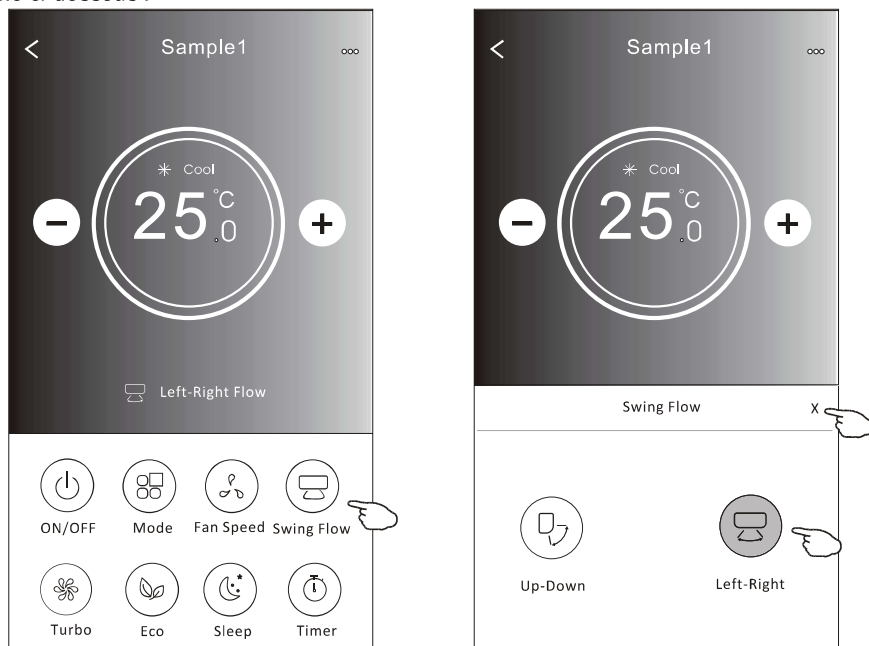 Sample1
Cool
25.0 °C
Left-Right Flow
ON/OFF
Mode
Fan Speed
Swing Flow
Turbo
Eco
Sleep
Timer
Sample1
Cool
25.0 °C
Swing Flow X
Up-Down
Left-Right